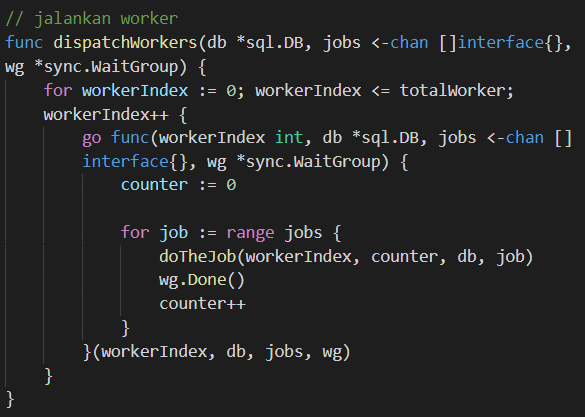 // jalankan worker
func dispatchWorkers(db *sql.DB, jobs <-chan []interface{},
wg *sync.WaitGroup) {
    for workerIndex := 0; workerIndex <= totalWorker;
    workerIndex++ {
        go func(workerIndex int, db *sql.DB, jobs <-chan []
        interface{}, wg *sync.WaitGroup) {
            counter := 0

            for job := range jobs {
                doTheJob(workerIndex, counter, db, job)
                wg.Done()
                counter++
            }
        }(workerIndex, db, jobs, wg)
    }
}